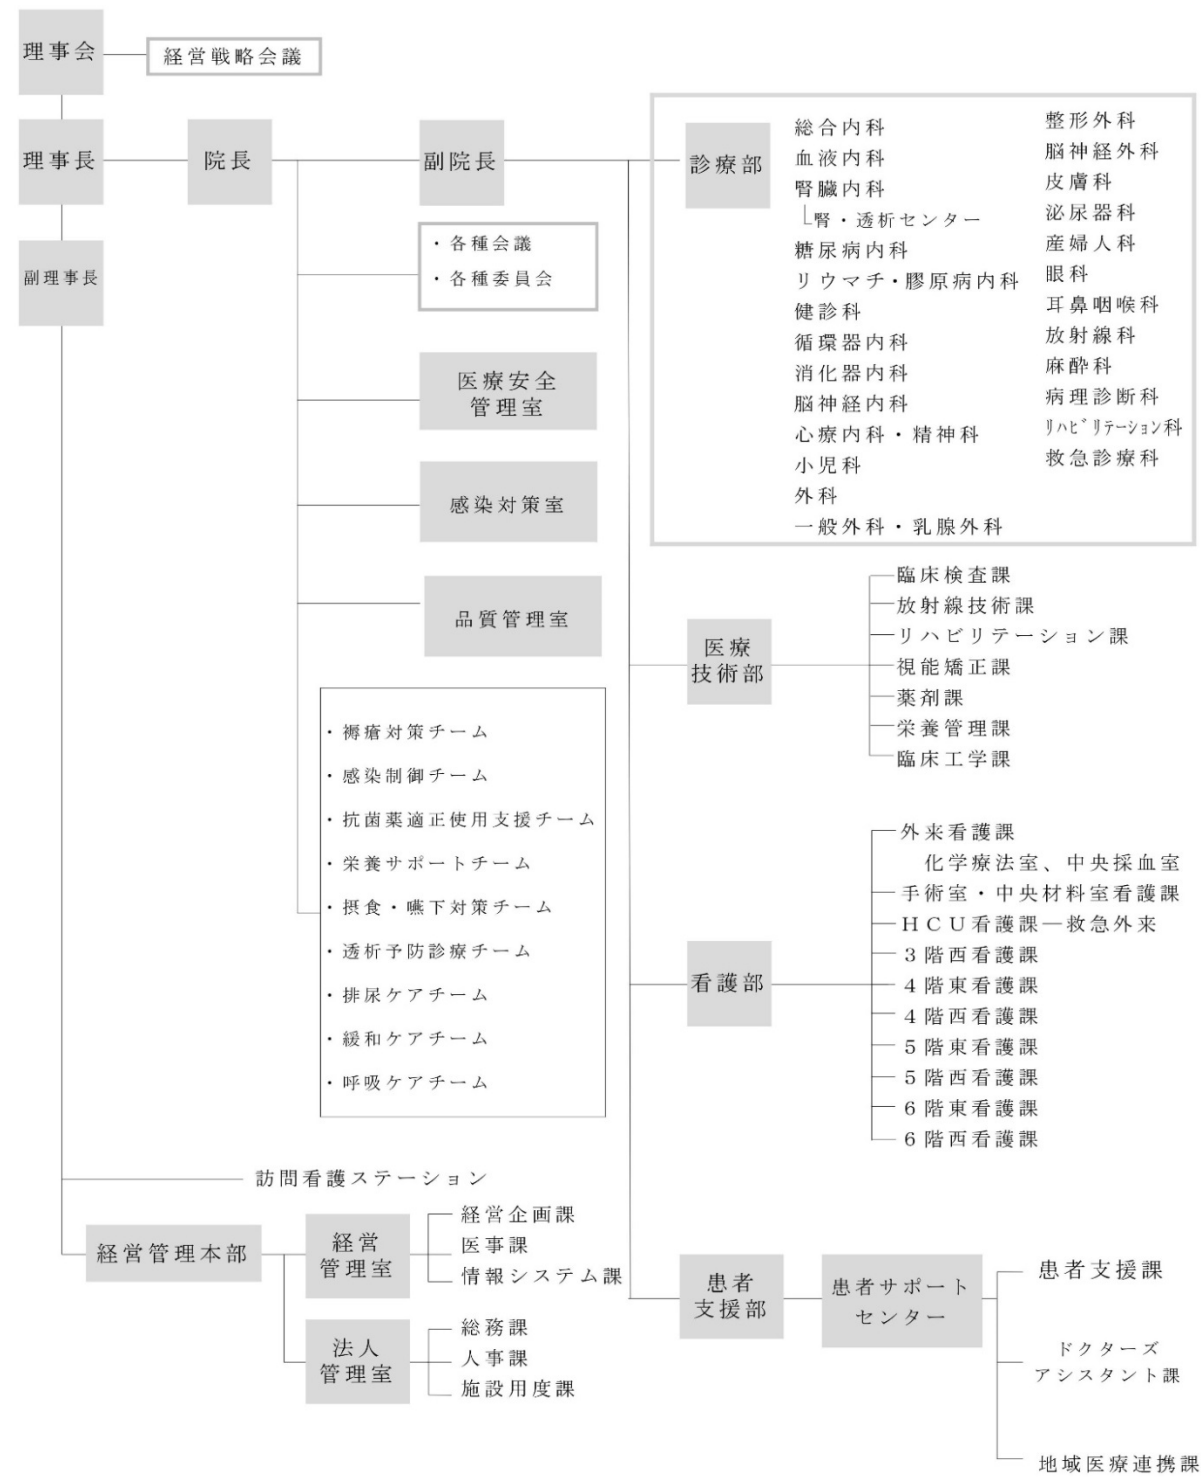 理事会
経営戦略会議
理事長
院長
副院長
副理事長
・各種会議
・各種委員会
医療安全
管理室
感染対策室
品質管理室
・褥瘡対策チーム
・感染制御チーム
・抗菌薬適正使用支援チーム
・栄養サポートチーム
・摂食・嚥下対策チーム
・透析予防診療チーム
・排尿ケアチーム
・緩和ケアチーム
・呼吸ケアチーム
診療部
総合内科
血液内科
腎臓内科
腎・透析センター
糖尿病内科
リウマチ・膠原病内科
健診科
循環器内科
消化器内科
脳神経内科
心療内科・精神科
小児科
外科
一般外科・乳腺外科
整形外科
脳神経外科
皮膚科
泌尿器科
産婦人科
眼科
耳鼻咽喉科
放射線科
麻酔科
病理診断科
ﾘﾊﾋﾞﾘﾃｰｼｮﾝ科
救急診療科
医療
技術部
臨床検査課
放射線技術課
リハビリテーション課
視能矯正課
薬剤課
栄養管理課
臨床工学課
看護部
外来看護課
化学療法室、中央採血室
手術室・中央材料室看護課
ＨＣＵ看護課―救急外来
３階西看護課
４階東看護課
４階西看護課
５階東看護課
５階西看護課
６階東看護課
６階西看護課
訪問看護ステーション
経営管理本部
経営
管理室
経営企画課
医事課
情報システム課
法人
管理室
総務課
人事課
施設用度課
患者
支援部
患者サポート
センター
患者支援課
ドクターズ
アシスタント課
地域医療連携課